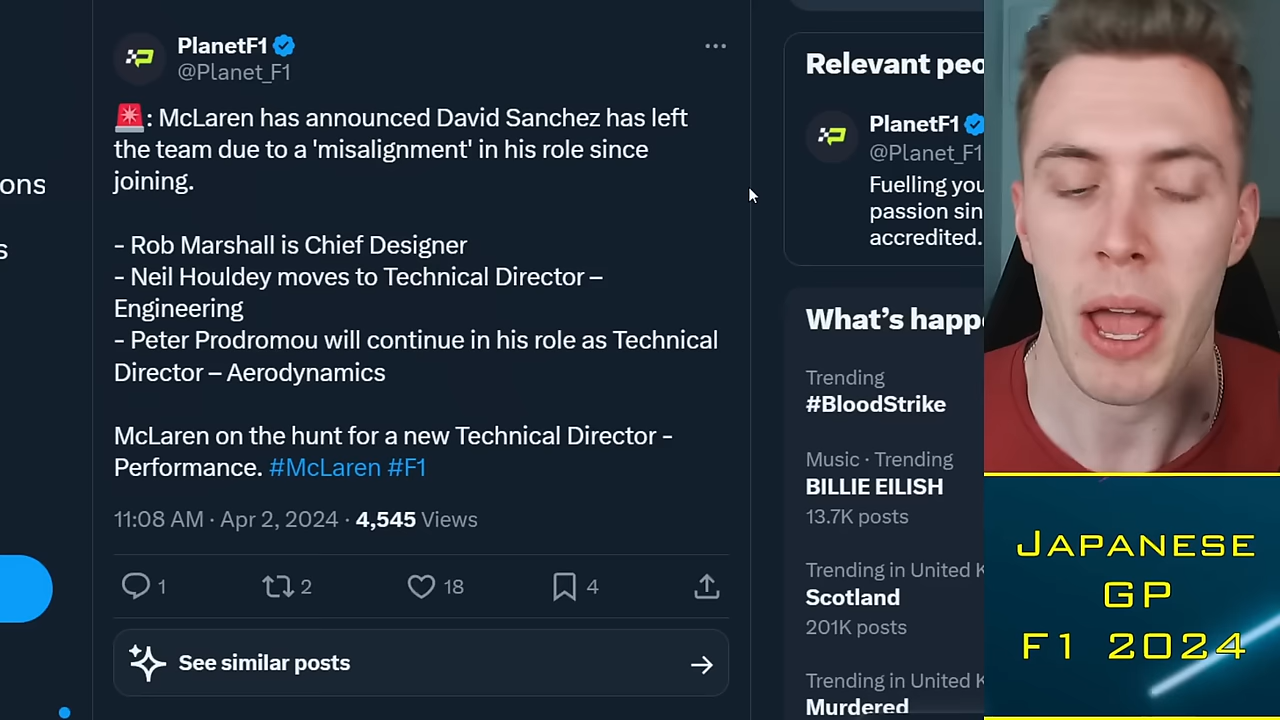 ons
s
PlanetF1
@Planet_F1
🚨: McLaren has announced David Sanchez has left
the team due to a 'misalignment' in his role since
joining.
- Rob Marshall is Chief Designer
- Neil Houldey moves to Technical Director –
Engineering
- Peter Prodromou will continue in his role as Technical
Director – Aerodynamics
McLaren on the hunt for a new Technical Director -
Performance. #McLaren #F1
11:08 AM · Apr 2, 2024 · 4,545 Views
1
2
18
4
See similar posts
Relevant peo
PlanetF1
@Planet_F1
Fuelling you
passion sin
accredited.
What's happe
Trending
#BloodStrike
Music · Trending
BILLIE EILISH
13.7K posts
Trending in United K
Scotland
201K posts
Trending in United K
Murdered
JAPANESE
GP
F1 2024